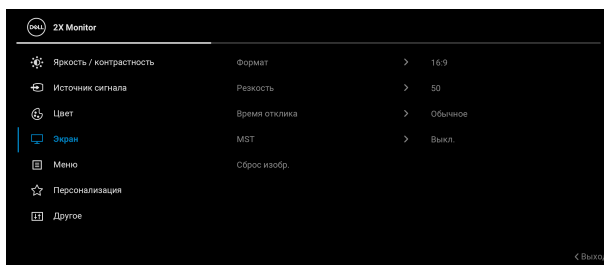 DELL 2X Monitor
Яркость / контрастность Формат > 16:9
Источник сигнала Резкость > 50
Цвет Время отклика > Обычное
Экран MST > Выкл.
Меню Сброс изобр.
Персонализация
Другое
< Выход